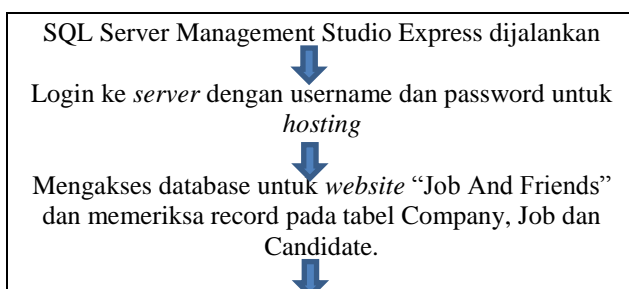 SQL Server Management Studio Express dijalankan
Login ke server dengan username dan password untuk
hosting
Mengakses database untuk website “Job And Friends”
dan memeriksa record pada tabel Company, Job dan
Candidate.